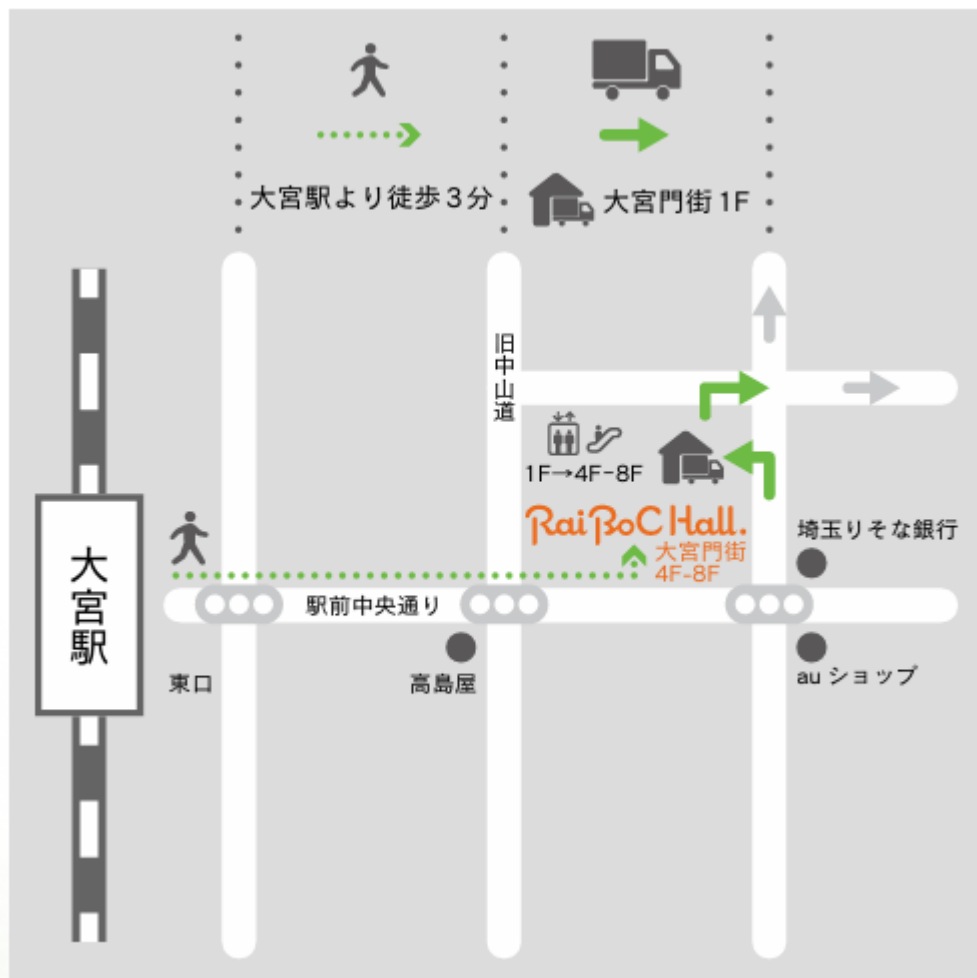 大宮駅より徒歩3分
大宮門街 1F
旧中山道
1F→4F-8F
RaiBoC Hall.
大宮門街
4F-8F
埼玉りそな銀行
大宮駅
駅前中央通り
東口
高島屋
au ショップ